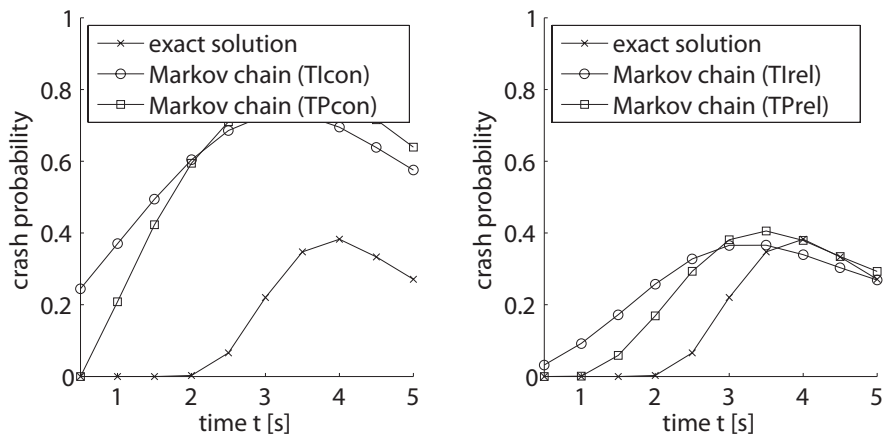 1
0.8
0.6
0.4
0.2
0
crash probability
exact solution
Markov chain (TIcon)
Markov chain (TPcon)
1 2 3 4 5
time t [s]
1
0.8
0.6
0.4
0.2
0
crash probability
exact solution
Markov chain (TIrel)
Markov chain (TPrel)
1 2 3 4 5
time t [s]